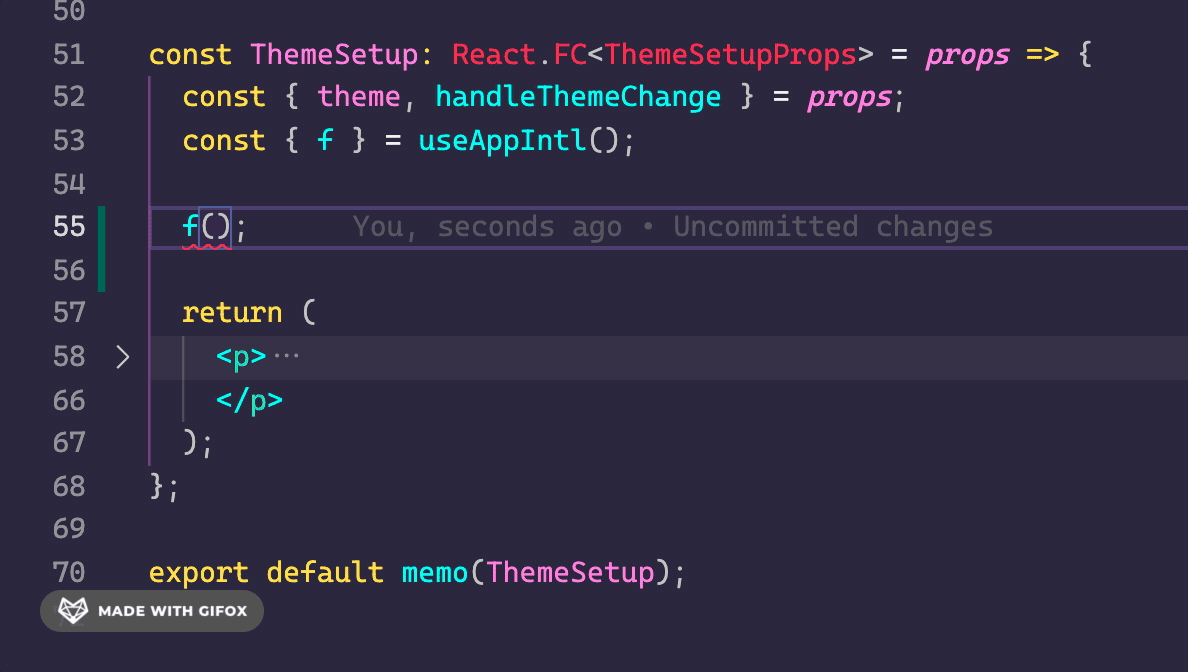 50
51 const ThemeSetup: React.FC<ThemeSetupProps> = props => {
52 const { theme, handleThemeChange } = props;
53 const { f } = useAppIntl();
54
55 f(); You, seconds ago • Uncommitted changes
56
57 return (
58 <p>···
66 </p>
67 );
68 };
69
70 export default memo(ThemeSetup);
MADE WITH GIFOX